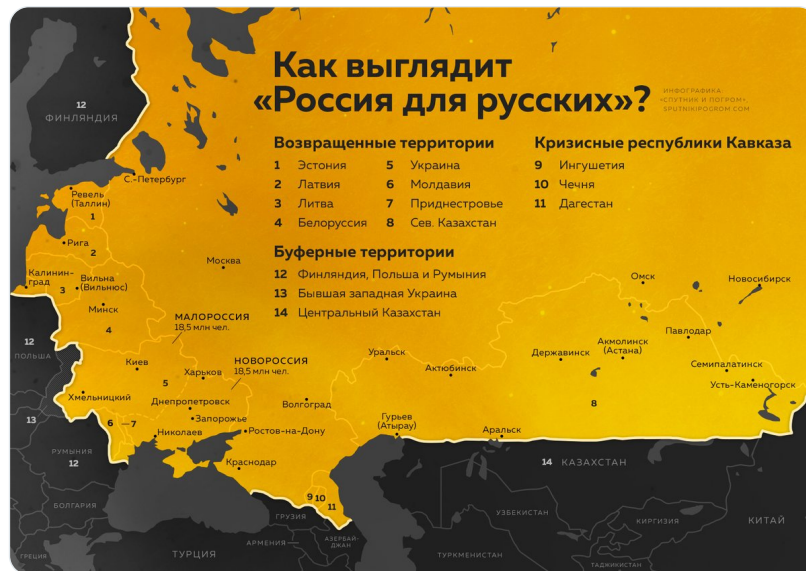 Как выглядит
«Россия для русских»?
ИНФОГРАФИКА:
«СПУТНИК И ПОГРОМ»,
SPUTNIKIPOGROM.COM
Возвращенные территории
1 Эстония
2 Латвия
3 Литва
4 Белоруссия
5 Украина
6 Молдавия
7 Приднестровье
8 Сев. Казахстан
Кризисные республики Кавказа
9 Ингушетия
10 Чечня
11 Дагестан
Буферные территории
12 Финляндия, Польша и Румыния
13 Бывшая западная Украина
14 Центральный Казахстан
12
ФИНЛЯНДИЯ
С.-Петербург
Ревель
(Таллин)
1
Рига
2
Москва
Калинин-
град
3
Вильна
(Вильнюс)
Минск
4
МАЛОРОССИЯ
18,5 млн чел.
12
ПОЛЬША
Киев
5
Харьков
НОВОРОССИЯ
18,5 млн чел.
Хмельницкий
Днепропетровск
Запорожье
13
6
7
Николаев
Ростов-на-Дону
Волгоград
РУМЫНИЯ
12
Краснодар
9 10
11
Уральск
Актюбинск
Гурьев
(Атырау)
Аральск
Омск
Новосибирск
Державинск
Акмолинск
(Астана)
Павлодар
Семипалатинск
Усть-Каменогорск
8
14 КАЗАХСТАН
БОЛГАРИЯ
ГРЕЦИЯ
ТУРЦИЯ
ГРУЗИЯ
АРМЕНИЯ
АЗЕРБАЙ-
ДЖАН
УЗБЕКИСТАН
ТУРКМЕНИСТАН
КИРГИЗИЯ
ТАДЖИКИСТАН
КИТАЙ